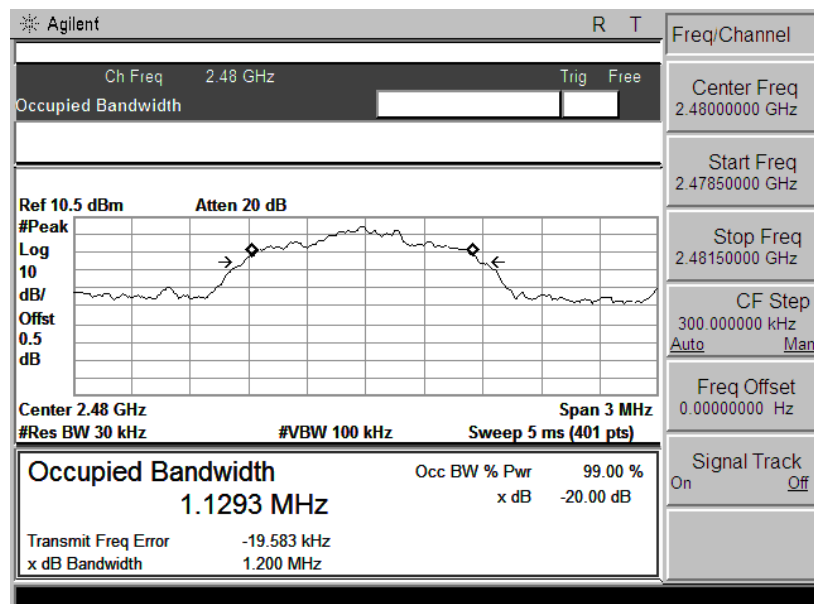 Agilent R T
Ch Freq 2.48 GHz Trig Free
Occupied Bandwidth
Ref 10.5 dBm Atten 20 dB
#Peak
Log
10
dB/
Offst
0.5
dB
Center 2.48 GHz Span 3 MHz
#Res BW 30 kHz #VBW 100 kHz Sweep 5 ms (401 pts)
Occupied Bandwidth Occ BW % Pwr 99.00 %
1.1293 MHz x dB -20.00 dB
Transmit Freq Error -19.583 kHz
x dB Bandwidth 1.200 MHz
Freq/Channel
Center Freq
2.48000000 GHz
Start Freq
2.47850000 GHz
Stop Freq
2.48150000 GHz
CF Step
300.000000 kHz
Auto Man
Freq Offset
0.00000000 Hz
Signal Track
On Off